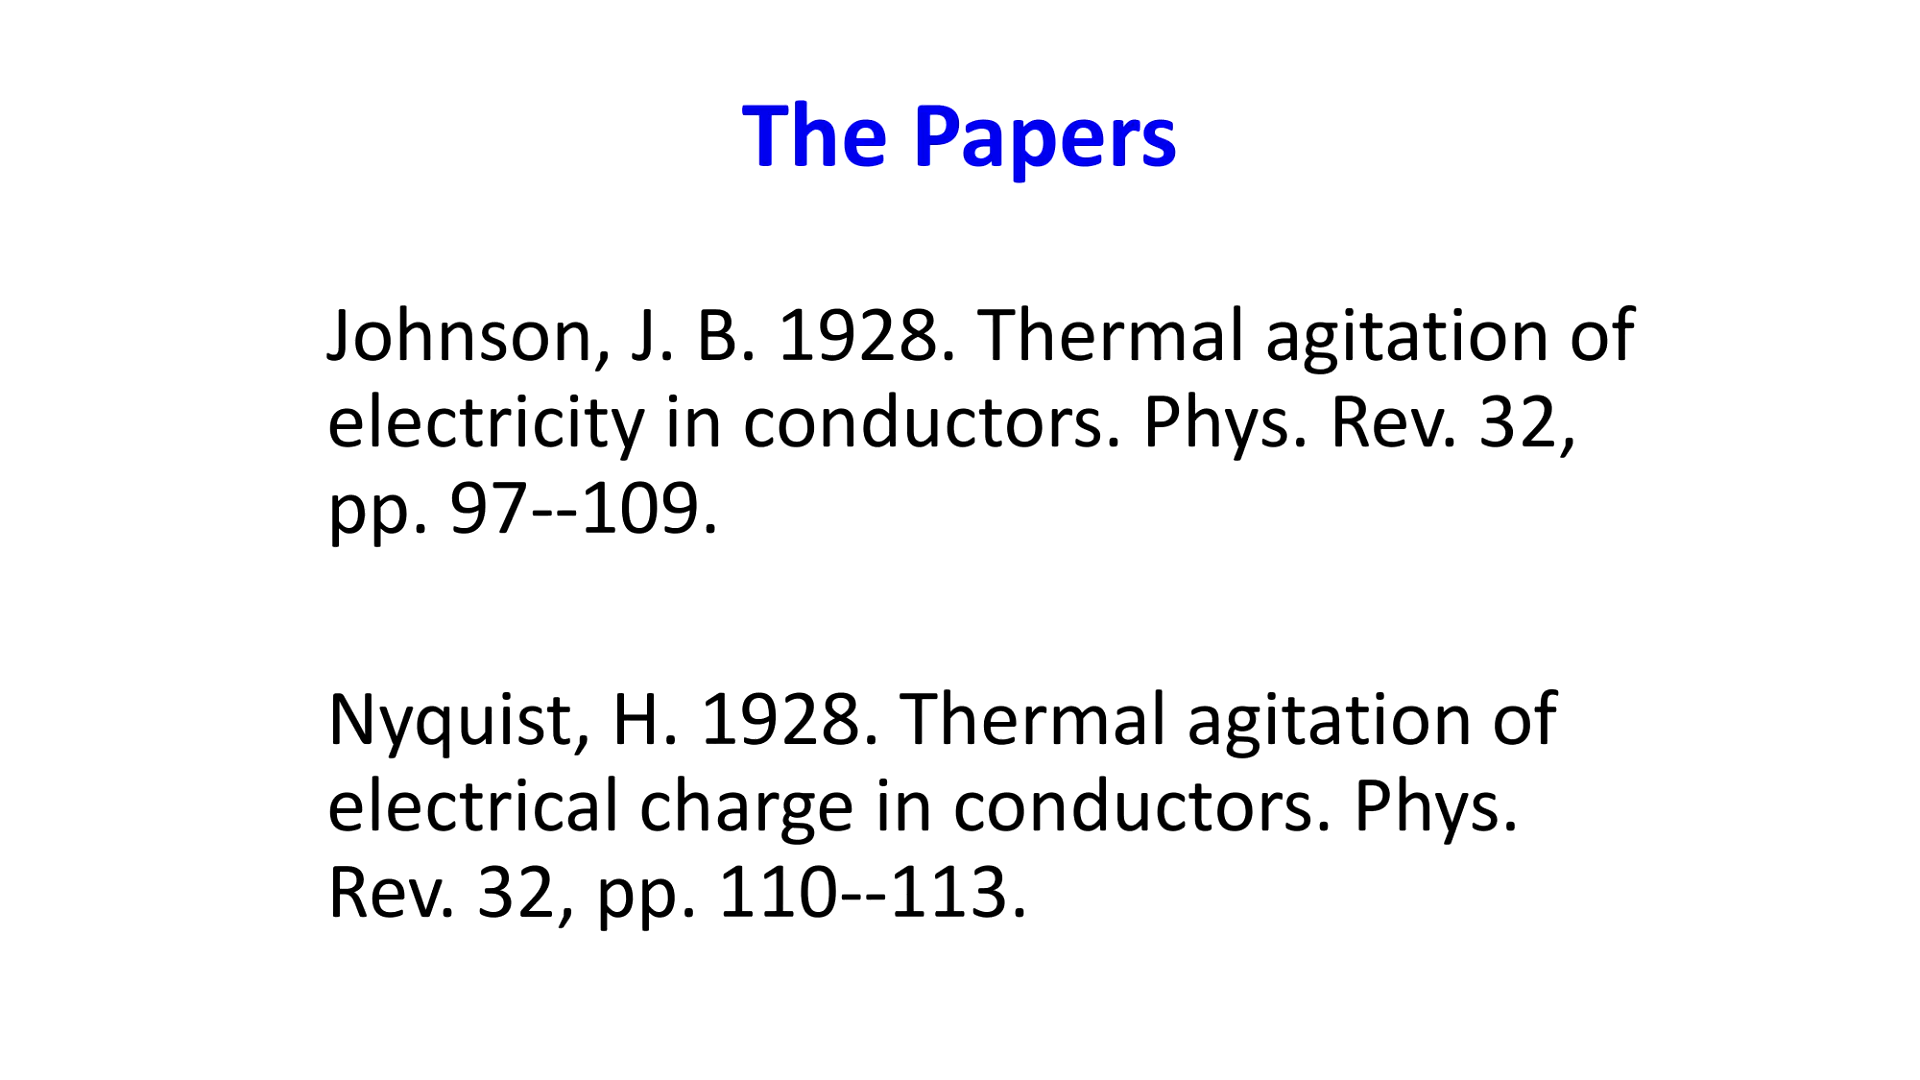 The Papers
Johnson, J. B. 1928. Thermal agitation of
electricity in conductors. Phys. Rev. 32,
pp. 97--109.
Nyquist, H. 1928. Thermal agitation of
electrical charge in conductors. Phys.
Rev. 32, pp. 110--113.